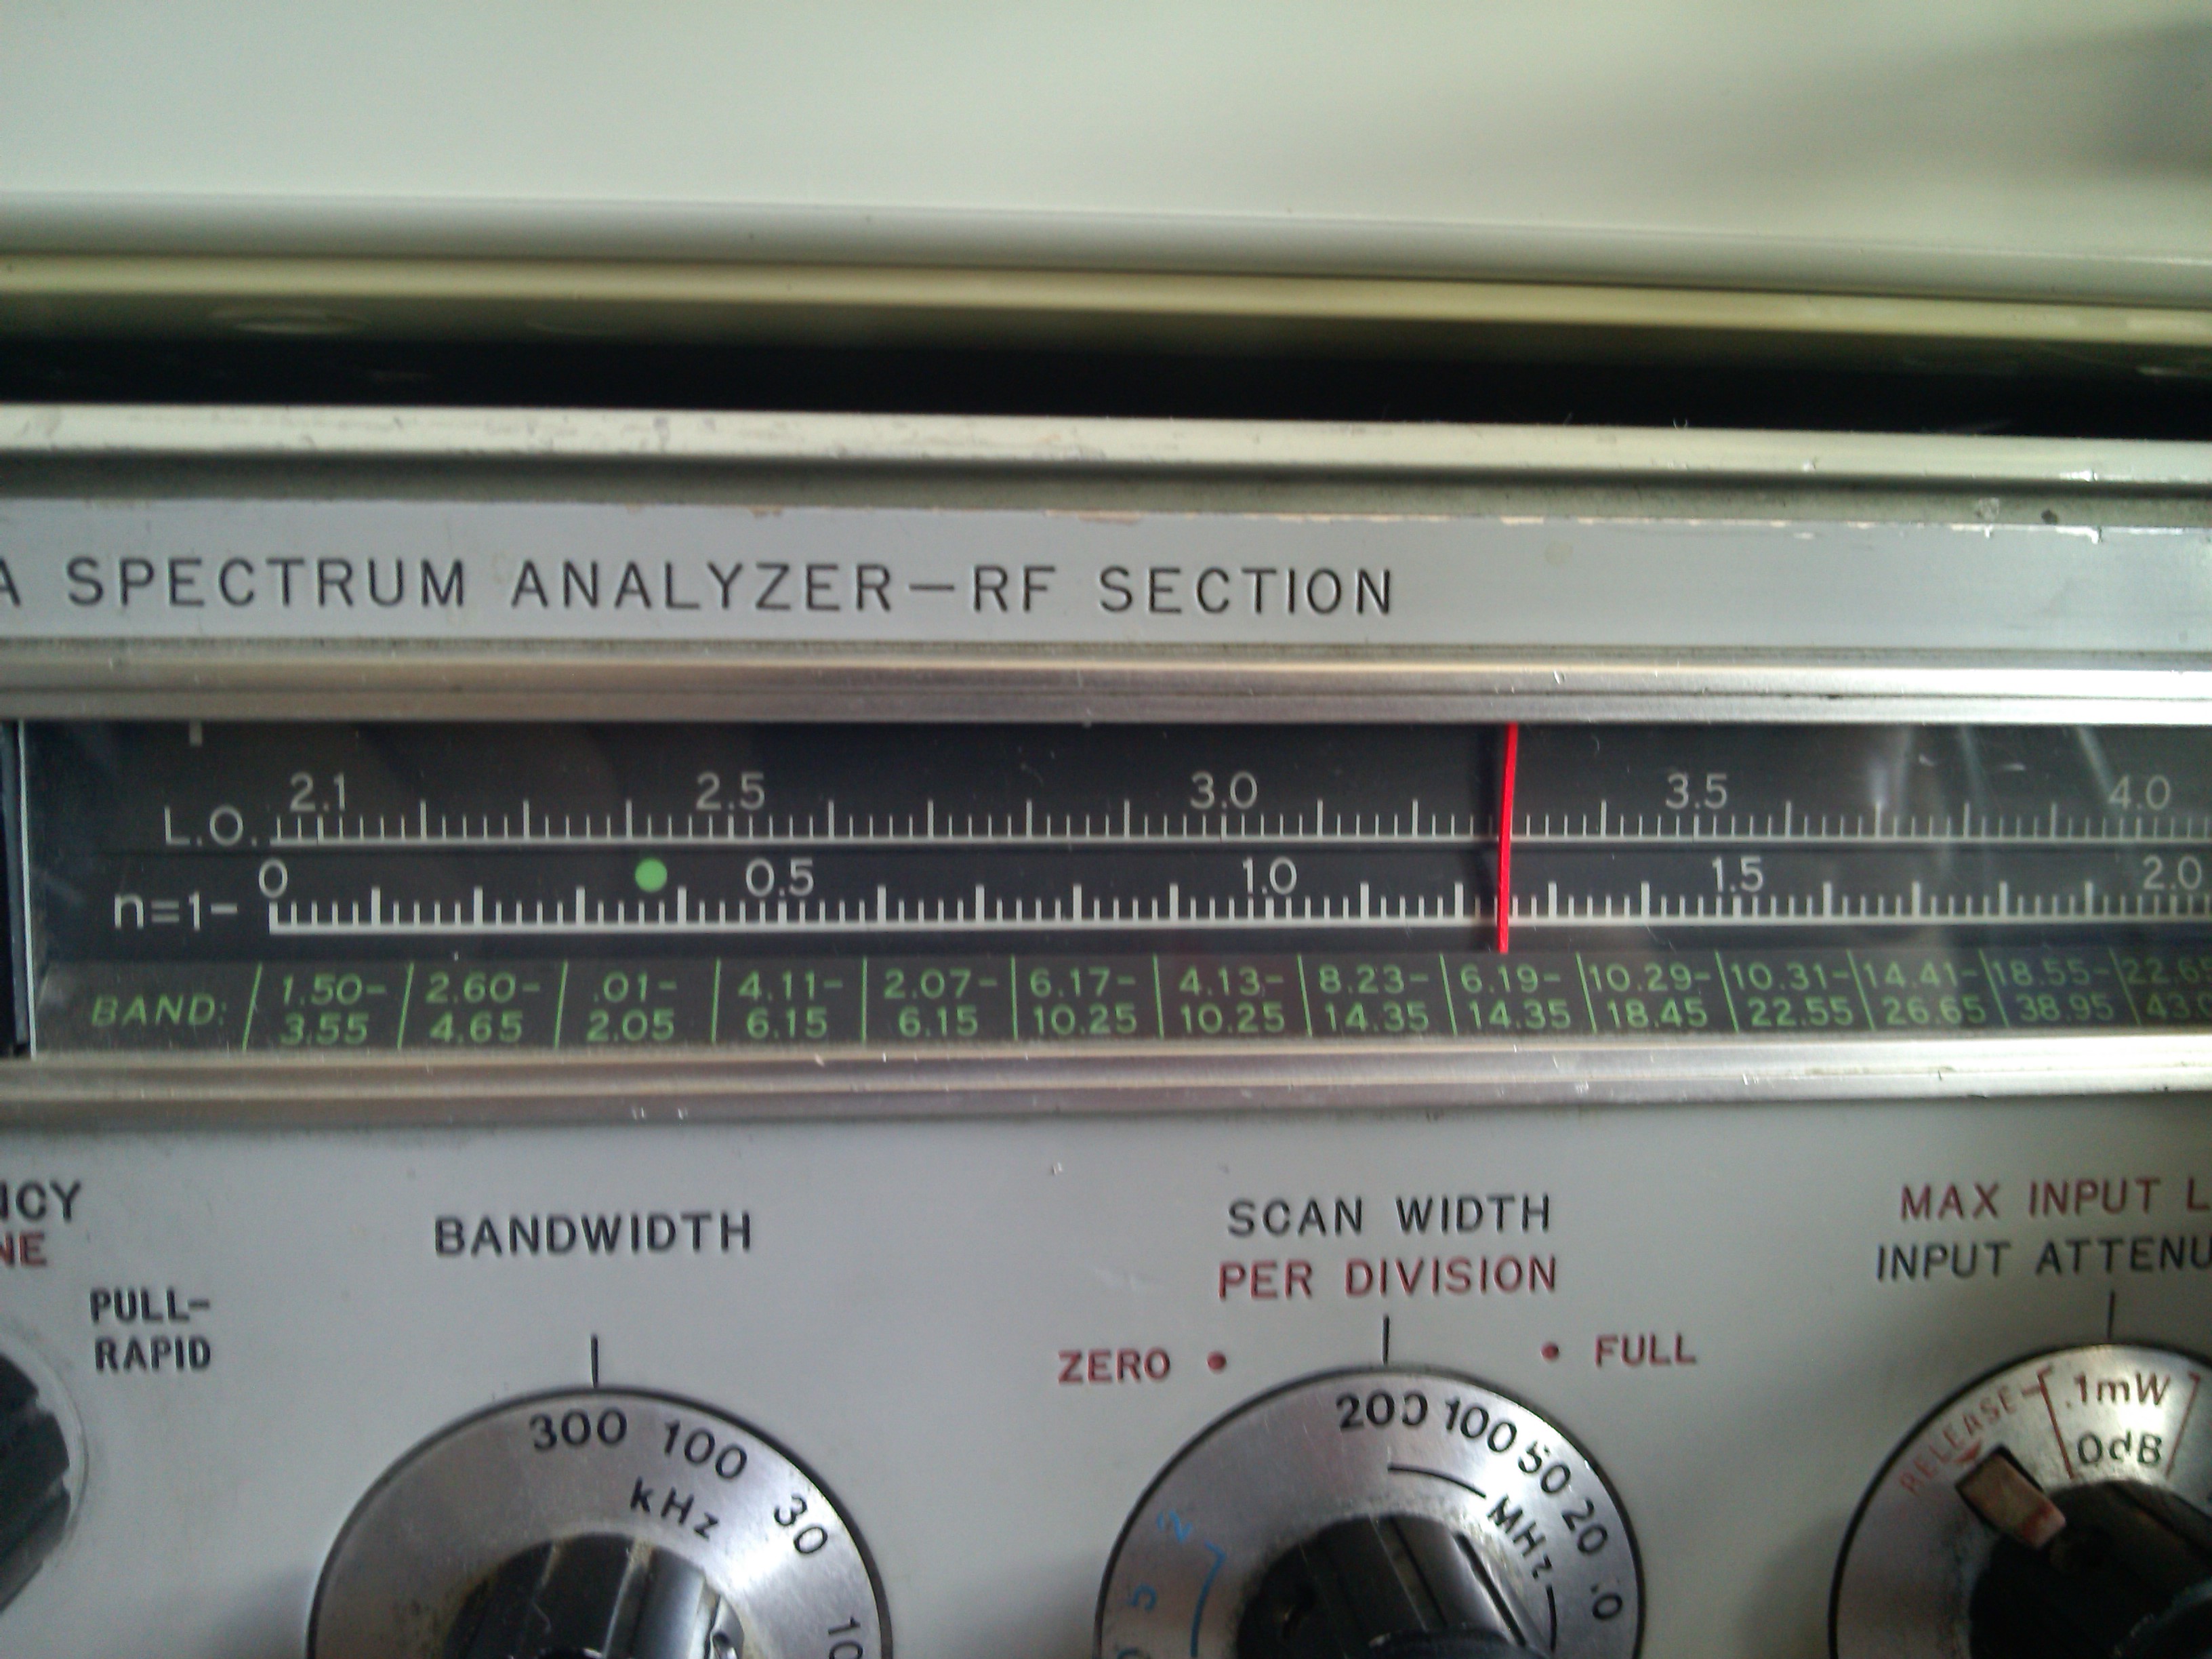 A SPECTRUM ANALYZER—RF SECTION
2.1 2.5 3.0 3.5 4.0
L.O.
0 0.5 1.0 1.5 2.0
n=1-
BAND: 1.50-3.55 2.60-4.65 .01-2.05 4.11-6.15 2.07-6.15 6.17-10.25 4.13-10.25 8.23-14.35 6.19-14.35 10.29-18.45 10.31-22.55 14.41-26.65 18.55-38.95
PULL-
RAPID
BANDWIDTH
300 100 30 10
kHz
SCAN WIDTH
PER DIVISION
ZERO • • FULL
200 100 50 20
MHz
2
5
MAX INPUT
INPUT
RELEASE
.1mW
0dB